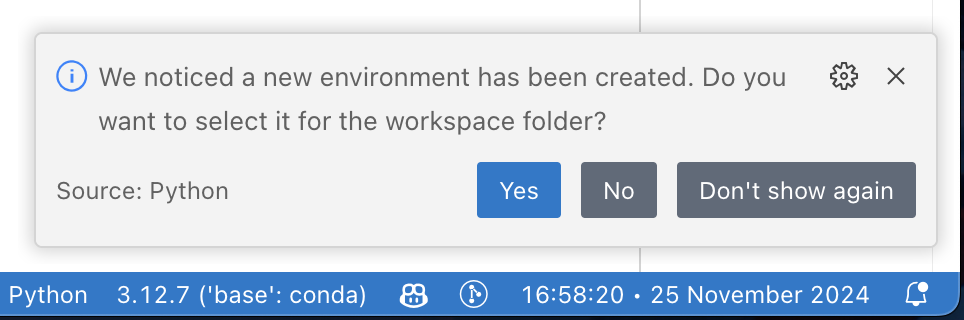 We noticed a new environment has been created. Do you
want to select it for the workspace folder?
Source: Python
Yes
No
Don't show again
Python 3.12.7 ('base': conda) 16:58:20 • 25 November 2024